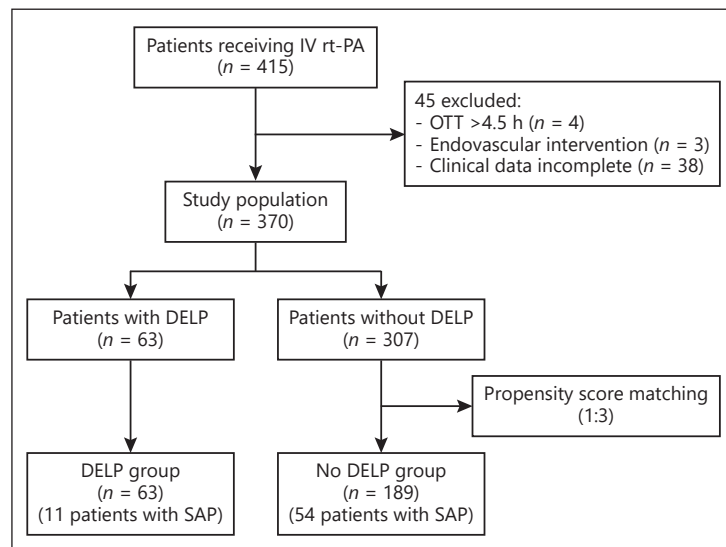 Patients receiving IV rt-PA
(n = 415)
45 excluded:
- OTT >4.5 h (n = 4)
- Endovascular intervention (n = 3)
- Clinical data incomplete (n = 38)
Study population
(n = 370)
Patients with DELP
(n = 63)
Patients without DELP
(n = 307)
Propensity score matching
(1:3)
DELP group
(n = 63)
(11 patients with SAP)
No DELP group
(n = 189)
(54 patients with SAP)